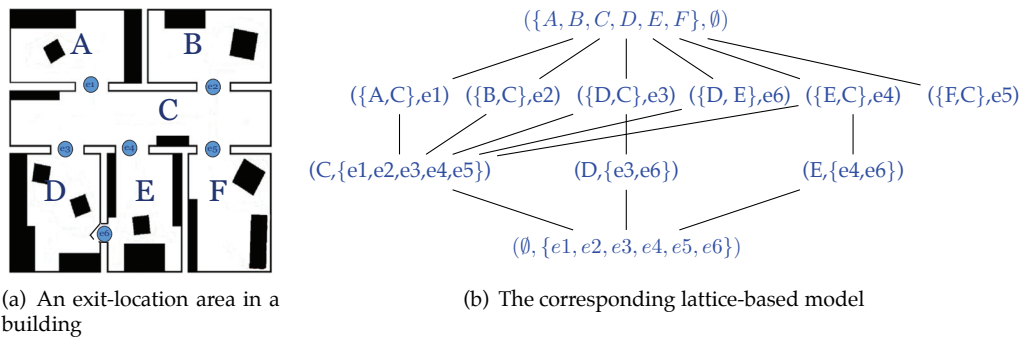 A B
e1 e2
C
e3 e4 e5
D E F
e6
(a) An exit-location area in a
building
({A, B, C, D, E, F}, ∅)
({A,C},e1) ({B,C},e2) ({D,C},e3) ({D, E},e6) ({E,C},e4) ({F,C},e5)
(C,{e1,e2,e3,e4,e5}) (D,{e3,e6}) (E,{e4,e6})
(∅, {e1, e2, e3, e4, e5, e6})
(b) The corresponding lattice-based model